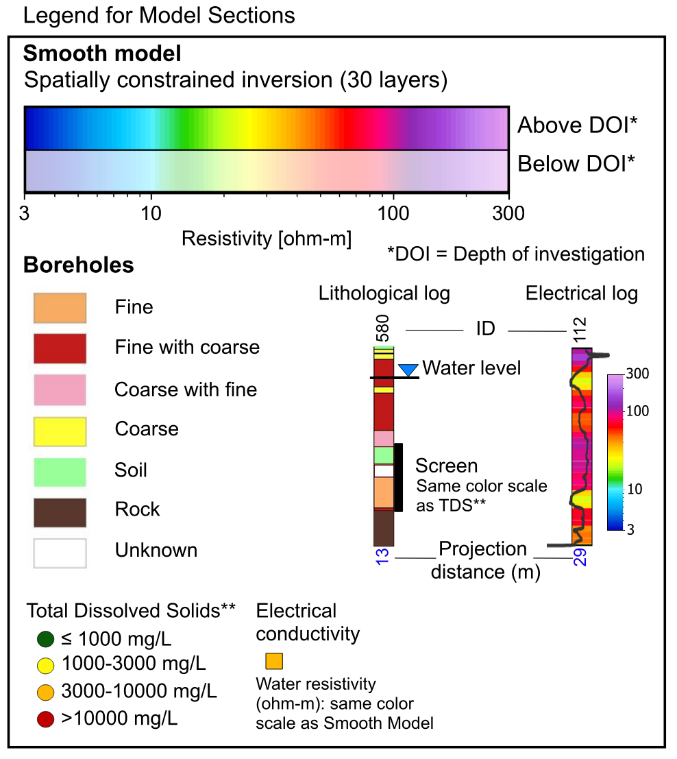 Legend for Model Sections
Smooth model
Spatially constrained inversion (30 layers)
Above DOI*
Below DOI*
3 10 100 300
Resistivity [ohm-m]
*DOI = Depth of investigation
Boreholes
Fine
Fine with coarse
Coarse with fine
Coarse
Soil
Rock
Unknown
Lithological log
Electrical log
580
ID
112
Water level
300
100
10
3
Screen
Same color scale
as TDS**
13
Projection
distance (m)
29
Total Dissolved Solids**
≤ 1000 mg/L
1000-3000 mg/L
3000-10000 mg/L
>10000 mg/L
Electrical
conductivity
Water resistivity
(ohm-m): same color
scale as Smooth Model